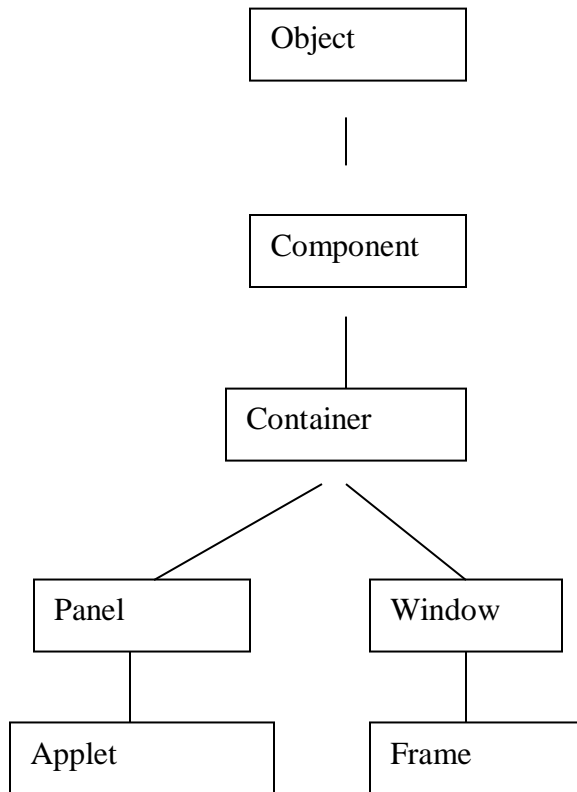 Object
Component
Container
Panel
Window
Applet
Frame